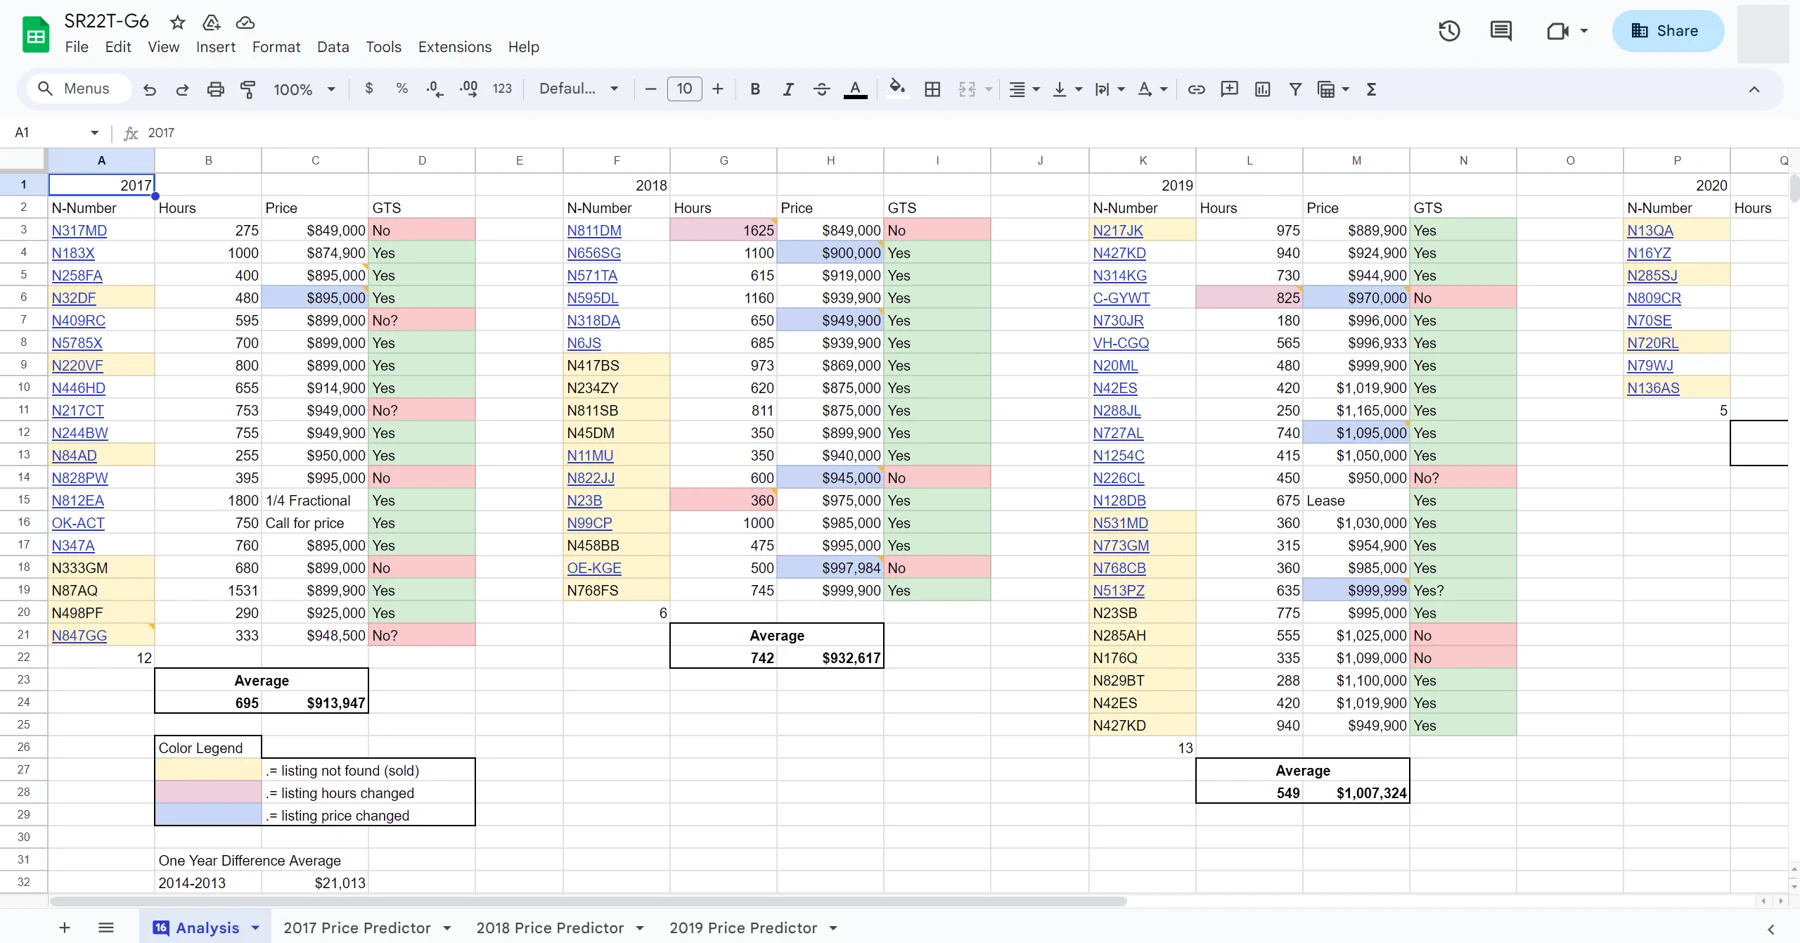 SR22T-G6
File Edit View Insert Format Data Tools Extensions Help
Share
Menus 100% $ % .0 .00 123 Defaul... − 10 + B I A Σ
A1 fx 2017
A B C D E F G H I J K L M N O P Q
1 2017 2018 2019 2020
2 N-Number Hours Price GTS N-Number Hours Price GTS N-Number Hours Price GTS N-Number Hours
3 N317MD 275 $849,000 No N811DM 1625 $849,000 No N217JK 975 $889,900 Yes N13QA
4 N183X 1000 $874,900 Yes N656SG 1100 $900,000 Yes N427KD 940 $924,900 Yes N16YZ
5 N258FA 400 $895,000 Yes N571TA 615 $919,000 Yes N314KG 730 $944,900 Yes N285SJ
6 N32DF 480 $895,000 Yes N595DL 1160 $939,900 Yes C-GYWT 825 $970,000 No N809CR
7 N409RC 595 $899,000 No? N318DA 650 $949,900 Yes N730JR 180 $996,000 Yes N70SE
8 N5785X 700 $899,000 Yes N6JS 685 $939,900 Yes VH-CGQ 565 $996,933 Yes N720RL
9 N220VF 800 $899,000 Yes N417BS 973 $869,000 Yes N20ML 480 $999,900 Yes N79WJ
10 N446HD 655 $914,900 Yes N234ZY 620 $875,000 Yes N42ES 420 $1,019,900 Yes N136AS
11 N217CT 753 $949,000 No? N811SB 811 $875,000 Yes N288JL 250 $1,165,000 Yes 5
12 N244BW 755 $949,900 Yes N45DM 350 $899,900 Yes N727AL 740 $1,095,000 Yes
13 N84AD 255 $950,000 Yes N11MU 350 $940,000 Yes N1254C 415 $1,050,000 Yes
14 N828PW 395 $995,000 No N822JJ 600 $945,000 No N226CL 450 $950,000 No?
15 N812EA 1800 1/4 Fractional Yes N23B 360 $975,000 Yes N128DB 675 Lease Yes
16 OK-ACT 750 Call for price Yes N99CP 1000 $985,000 Yes N531MD 360 $1,030,000 Yes
17 N347A 760 $895,000 Yes N458BB 475 $995,000 Yes N773GM 315 $954,900 Yes
18 N333GM 680 $899,000 No OE-KGE 500 $997,984 No N768CB 360 $985,000 Yes
19 N87AQ 1531 $899,900 Yes N768FS 745 $999,900 Yes N513PZ 635 $999,999 Yes?
20 N498PF 290 $925,000 Yes 6 N23SB 775 $995,000 Yes
21 N847GG 333 $948,500 No? Average N285AH 555 $1,025,000 No
22 12 742 $932,617 N176Q 335 $1,099,000 No
23 Average N829BT 288 $1,100,000 Yes
24 695 $913,947 N42ES 420 $1,019,900 Yes
25 N427KD 940 $949,900 Yes
26 Color Legend 13
27 .= listing not found (sold) Average
28 .= listing hours changed 549 $1,007,324
29 .= listing price changed
30
31 One Year Difference Average
32 2014-2013 $21,013
+ 16 Analysis 2017 Price Predictor 2018 Price Predictor 2019 Price Predictor